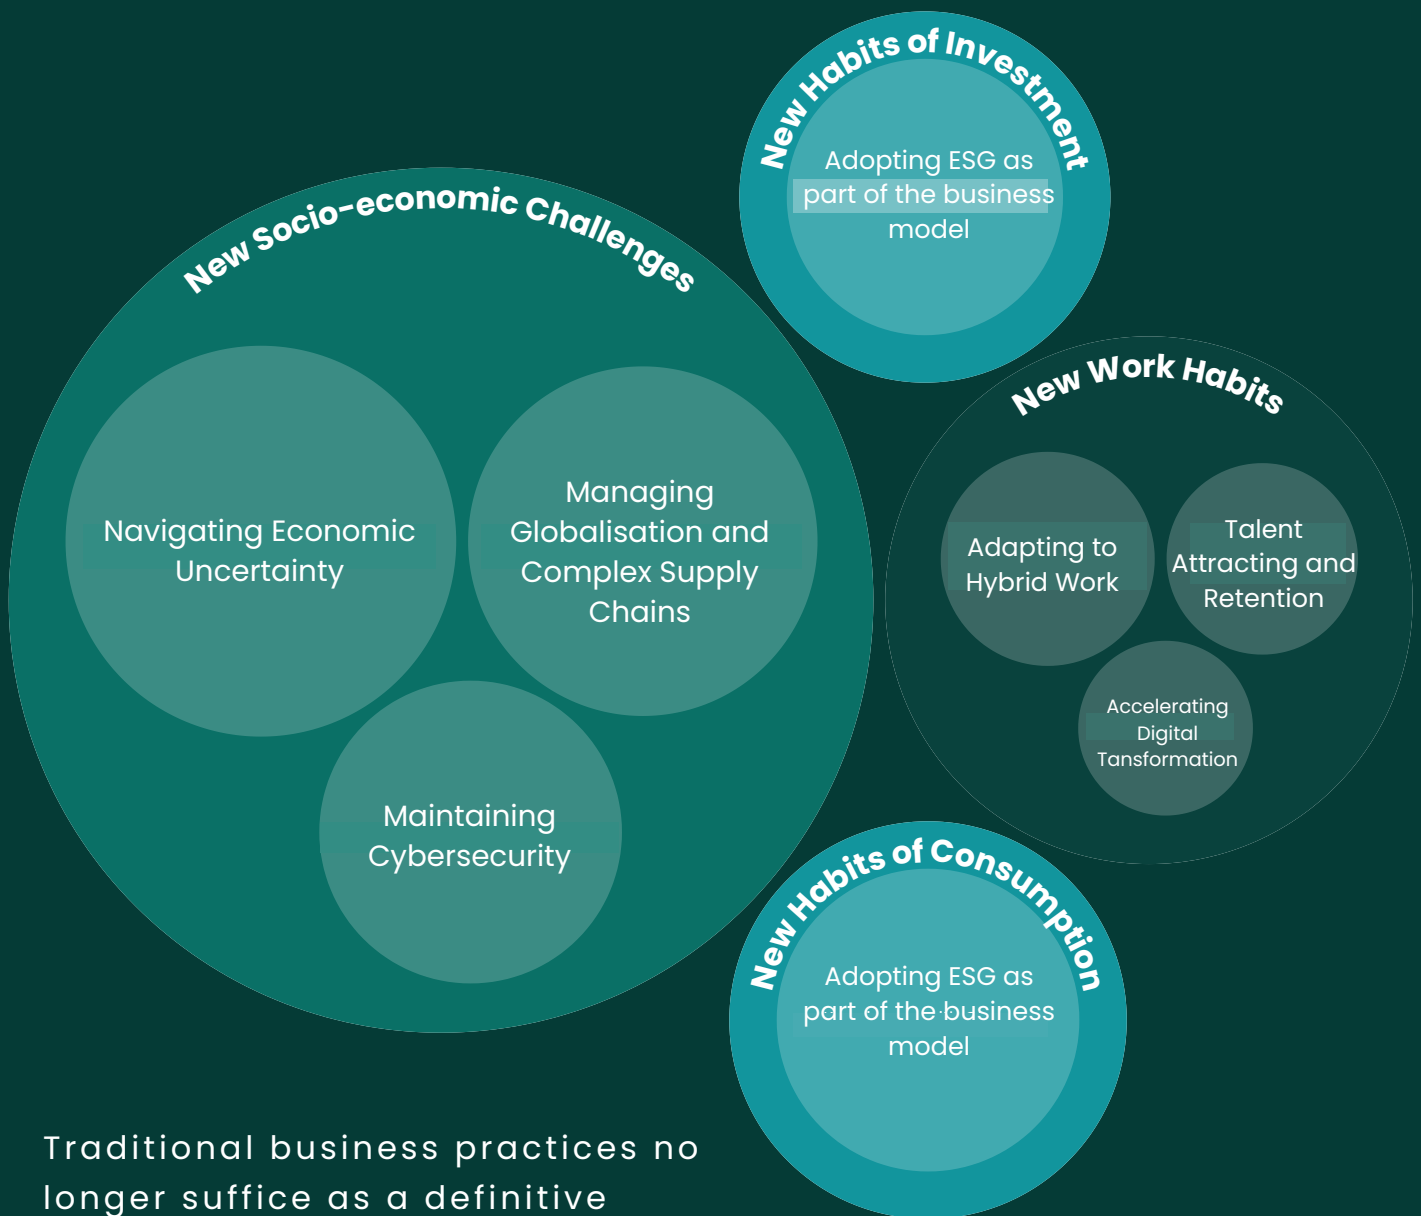 New Habits of Investment
Adopting ESG as
part of the business
model
New Socio-economic Challenges
Navigating Economic
Uncertainty
Managing
Globalisation and
Complex Supply
Chains
Maintaining
Cybersecurity
New Work Habits
Adapting to
Hybrid Work
Talent
Attracting and
Retention
Accelerating
Digital
Tansformation
New Habits of Consumption
Adopting ESG as
part of the business
model
Traditional business practices no
longer suffice as a definitive